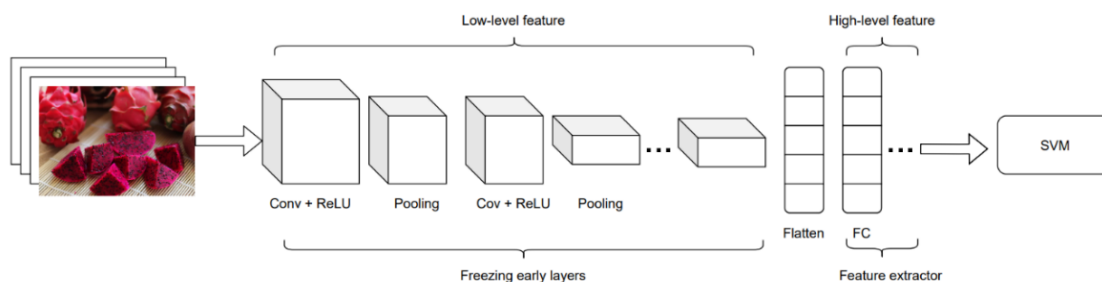 Low-level feature
High-level feature
Conv + ReLU
Pooling
Cov + ReLU
Pooling
...
Flatten
FC
...
SVM
Freezing early layers
Feature extractor